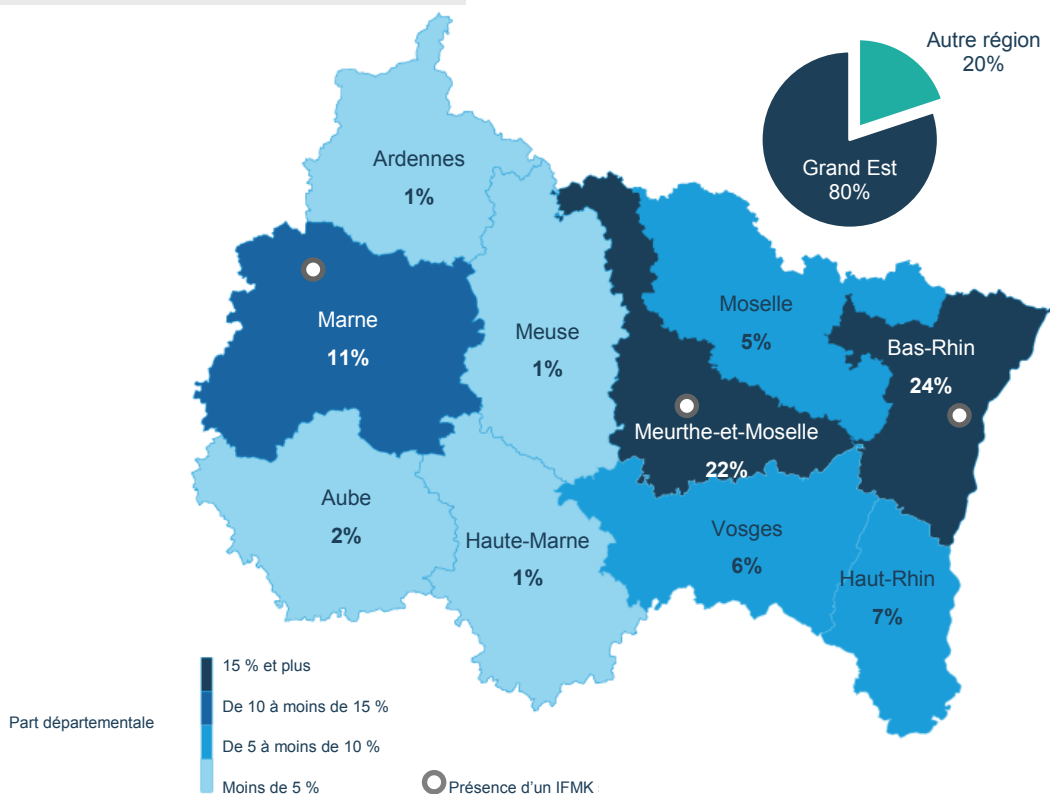 Autre région
20%
Grand Est
80%
Ardennes
1%
Marne
11%
Meuse
1%
Moselle
5%
Bas-Rhin
24%
Meurthe-et-Moselle
22%
Aube
2%
Haute-Marne
1%
Vosges
6%
Haut-Rhin
7%
Part départementale
15 % et plus
De 10 à moins de 15 %
De 5 à moins de 10 %
Moins de 5 %
Présence d'un IFMK